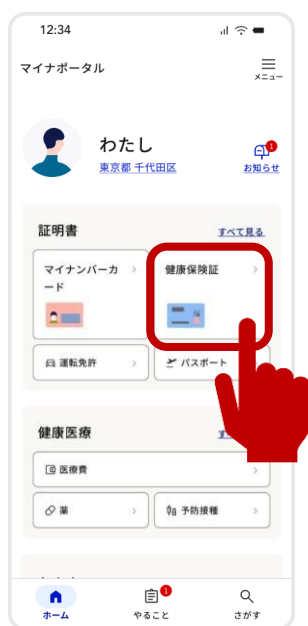 12:34
マイナポータル
メニュー
わたし
東京都 千代田区
1
お知らせ
証明書
すべて見る
マイナンバーカ
ード
健康保険証
運転免許
パスポート
健康医療
医療費
薬
予防接種
1
ホーム
やること
さがす